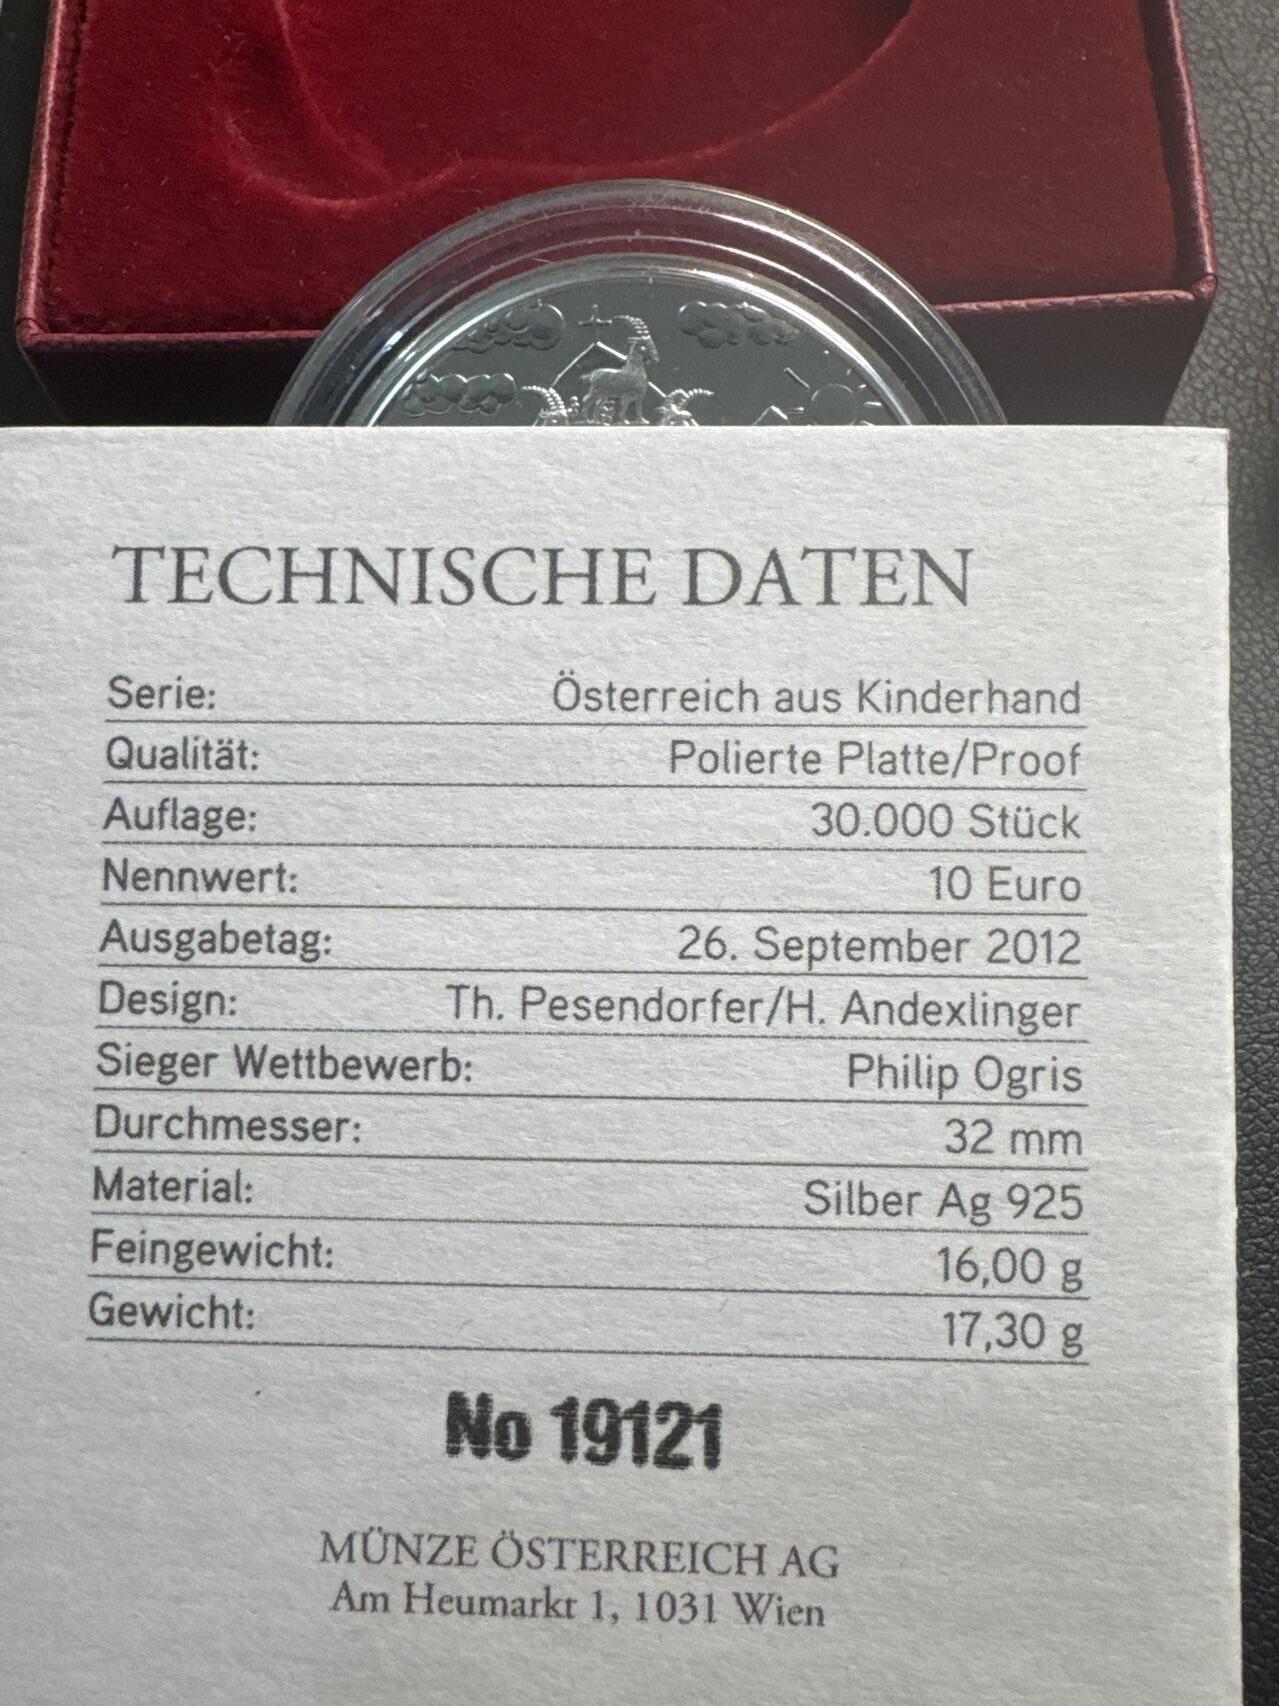 TECHNISCHE DATEN
Serie: Österreich aus Kinderhand
Qualität: Polierte Platte/Proof
Auflage: 30.000 Stück
Nennwert: 10 Euro
Ausgabetag: 26. September 2012
Design: Th. Pesendorfer/H. Andexlinger
Sieger Wettbewerb: Philip Ogris
Durchmesser: 32 mm
Material: Silber Ag 925
Feingewicht: 16,00 g
Gewicht: 17,30 g
No 19121
MÜNZE ÖSTERREICH AG
Am Heumarkt 1, 1031 Wien